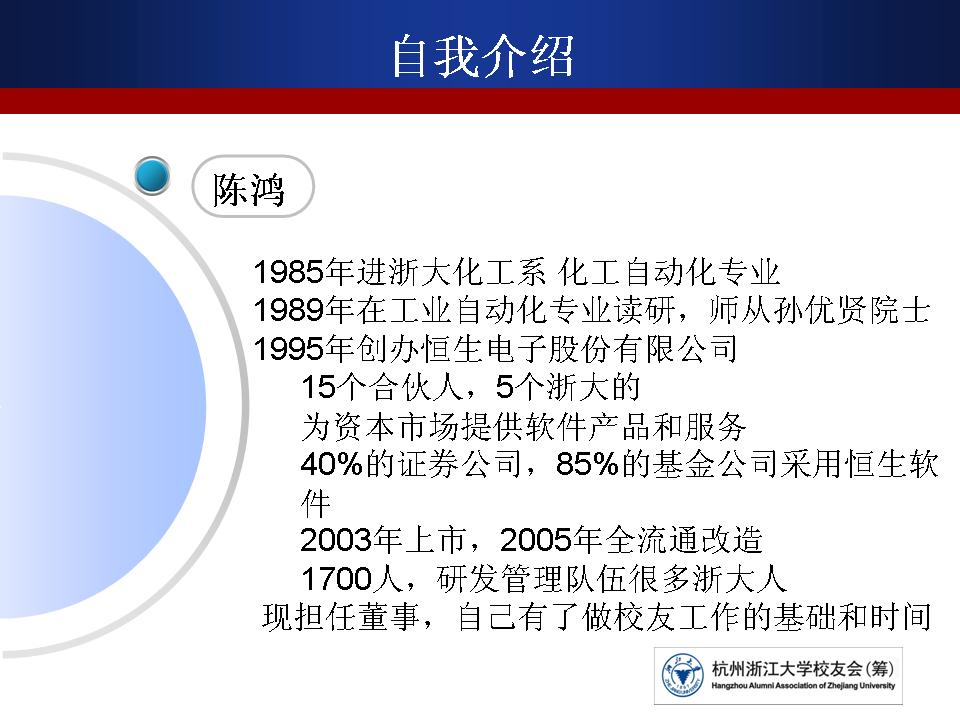 自我介绍
陈鸿
1985年进浙大化工系 化工自动化专业
1989年在工业自动化专业读研，师从孙优贤院士
1995年创办恒生电子股份有限公司
15个合伙人，5个浙大的
为资本市场提供软件产品和服务
40%的证券公司，85%的基金公司采用恒生软
件
2003年上市，2005年全流通改造
1700人，研发管理队伍很多浙大人
现担任董事，自己有了做校友工作的基础和时间
杭州浙江大学校友会(筹)
Hangzhou Alumni Association of Zhejiang University